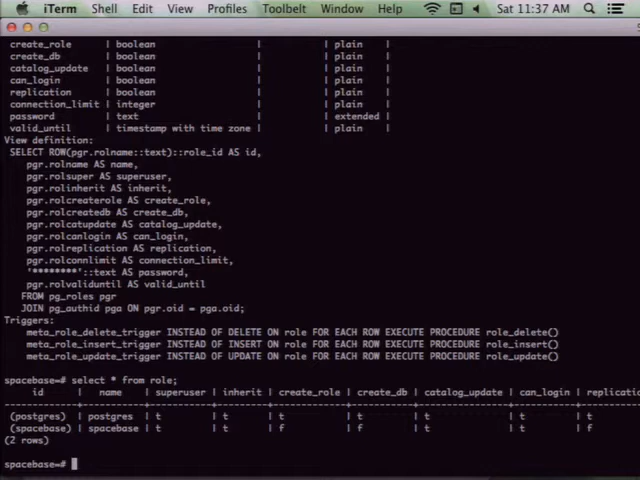 iTerm Shell Edit View Profiles Toolbelt Window Help Sat 11:37 AM
create_role | boolean | | plain |
create_db | boolean | | plain |
catalog_update | boolean | | plain |
can_login | boolean | | plain |
replication | boolean | | plain |
connection_limit | integer | | plain |
password | text | | extended |
valid_until | timestamp with time zone | | plain |
View definition:
SELECT ROW(pgr.rolname::text)::role_id AS id,
pgr.rolname AS name,
pgr.rolsuper AS superuser,
pgr.rolinherit AS inherit,
pgr.rolcreaterole AS create_role,
pgr.rolcreatedb AS create_db,
pgr.rolcatupdate AS catalog_update,
pgr.rolcanlogin AS can_login,
pgr.rolreplication AS replication,
pgr.rolconnlimit AS connection_limit,
'********'::text AS password,
pgr.rolvaliduntil AS valid_until
FROM pg_roles pgr
JOIN pg_authid pga ON pgr.oid = pga.oid;
Triggers:
meta_role_delete_trigger INSTEAD OF DELETE ON role FOR EACH ROW EXECUTE PROCEDURE role_delete()
meta_role_insert_trigger INSTEAD OF INSERT ON role FOR EACH ROW EXECUTE PROCEDURE role_insert()
meta_role_update_trigger INSTEAD OF UPDATE ON role FOR EACH ROW EXECUTE PROCEDURE role_update()
spacebase=# select * from role;
id | name | superuser | inherit | create_role | create_db | catalog_update | can_login | replicatio
(postgres) | postgres | t | t | t | t | t | t | t
(spacebase) | spacebase | t | t | f | f | t | t | f
(2 rows)
spacebase=#